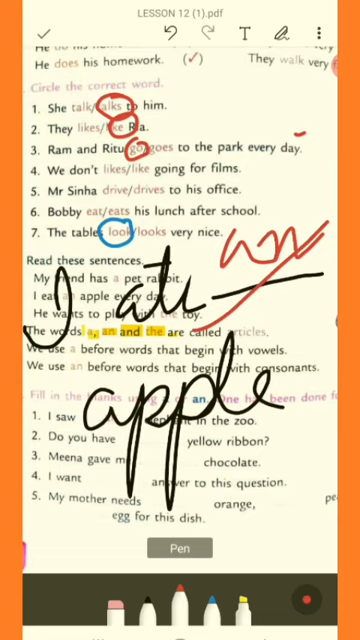 LESSON 12 (1).pdf
T
He does his homework. (✓) They walk very f
Circle the correct word.
1. She talk/talks to him.
2. They likes/like Ria.
3. Ram and Ritu go/goes to the park every day.
4. We don't likes/like going for films.
5. Mr Sinha drive/drives to his office.
6. Bobby eat/eats his lunch after school.
7. The tables look/looks very nice.
Read these sentences.
My friend has a pet rabbit.
I eat an apple every day.
He wants to play with the toy.
The words a, an and the are called articles.
We use a before words that begin with vowels.
We use an before words that begin with consonants.
I eat
an
apple
Fill in the blanks using a or an. One has been done f
1. I saw elephant in the zoo.
2. Do you have yellow ribbon?
3. Meena gave m chocolate.
4. I want answer to this question.
5. My mother needs orange, pe
egg for this dish.
Pen